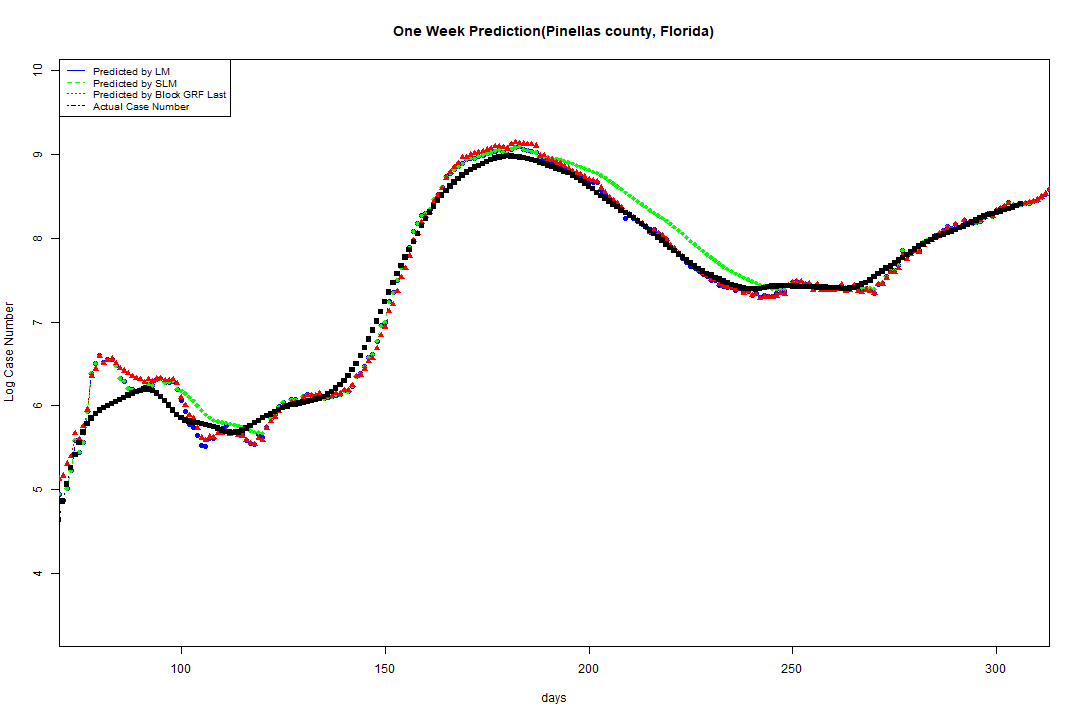 One Week Prediction(Pinellas county, Florida)
Predicted by LM
Predicted by SLM
Predicted by Block GRF Last
Actual Case Number
10
9
8
7
6
5
4
Log Case Number
100 150 200 250 300
days